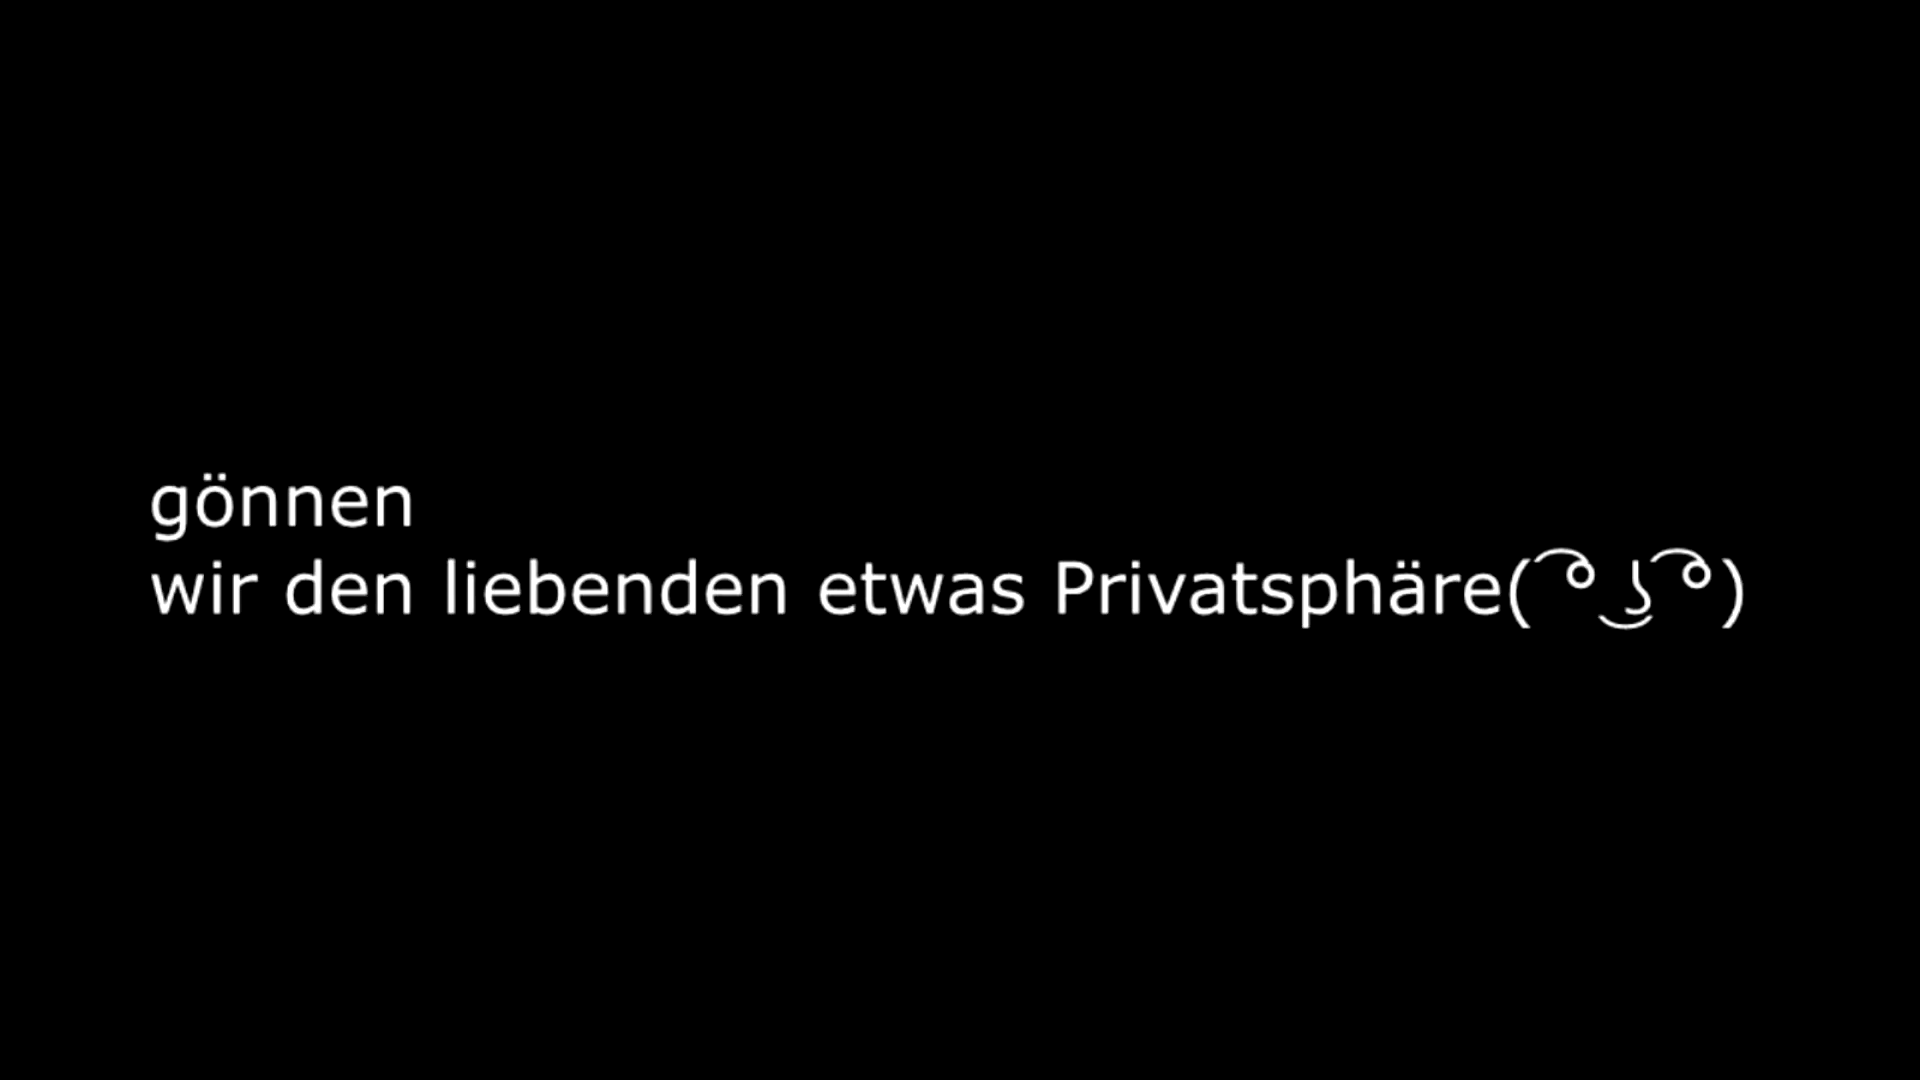 gönnen
wir den liebenden etwas Privatsphäre( ͡° ͜ʖ ͡°)